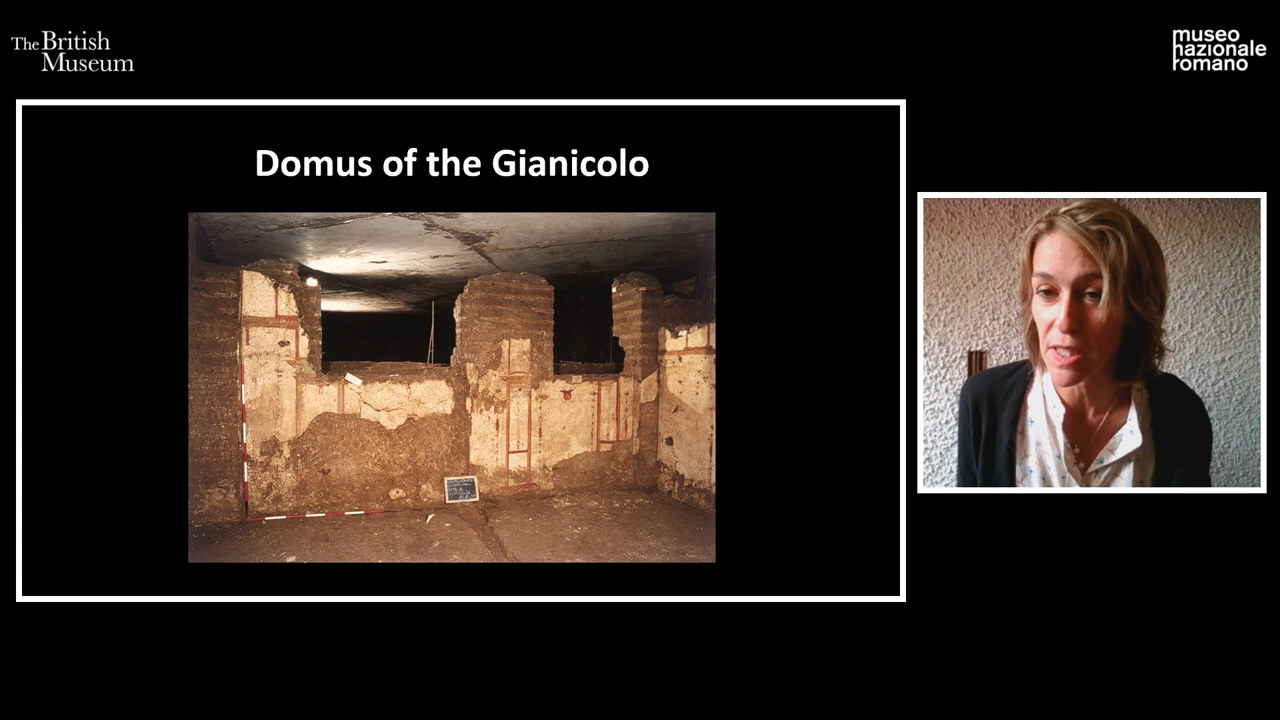 The British
Museum
museo
nazionale
romano
Domus of the Gianicolo